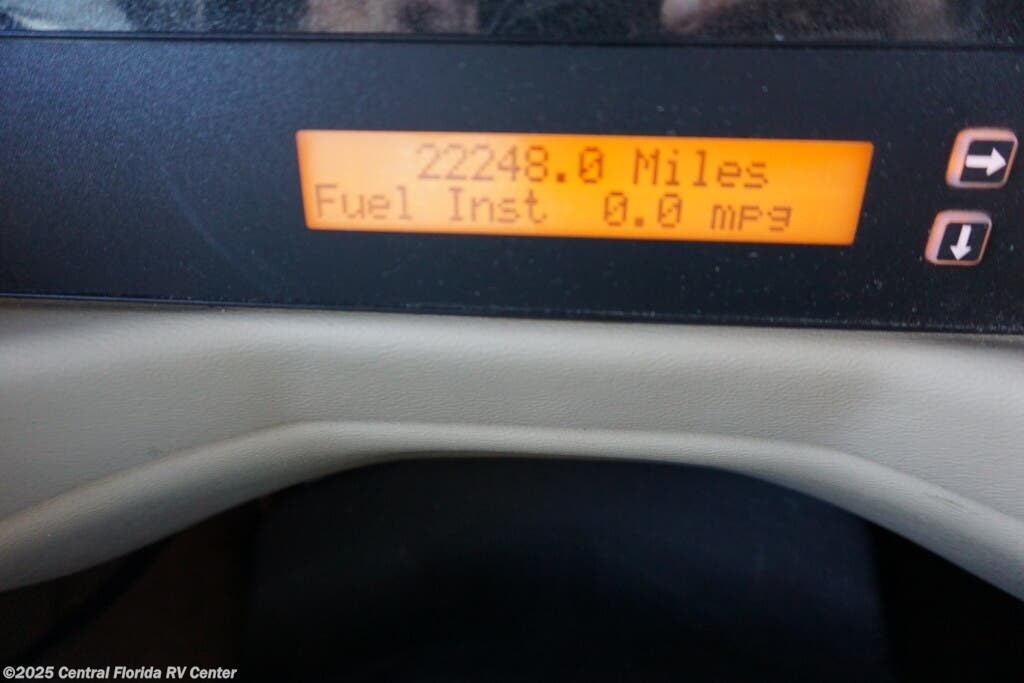 22248.0 Miles
Fuel Inst 0.0 mpg
©2025 Central Florida RV Center